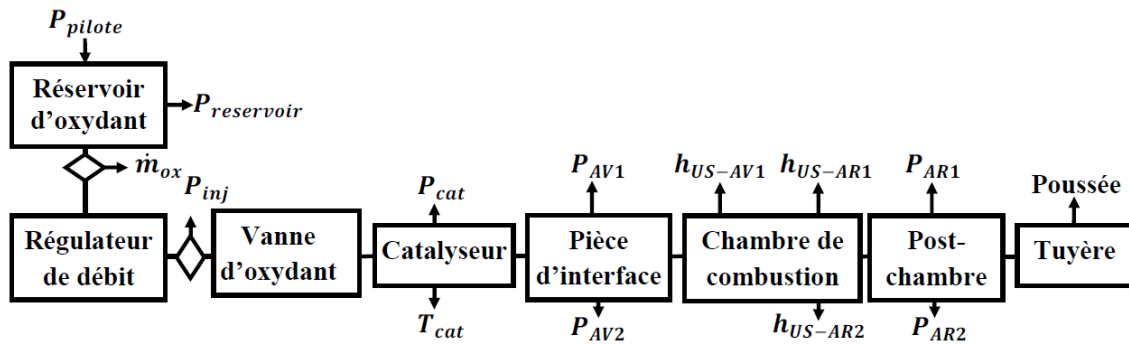 P_pilote
Réservoir
d'oxydant
P_reservoir
ṁ_ox
P_inj
Régulateur
de débit
Vanne
d'oxydant
P_cat
Catalyseur
T_cat
P_AV1
Pièce
d'interface
P_AV2
h_US-AV1
h_US-AR1
Chambre de
combustion
h_US-AR2
P_AR1
Post-
chambre
P_AR2
Poussée
Tuyère